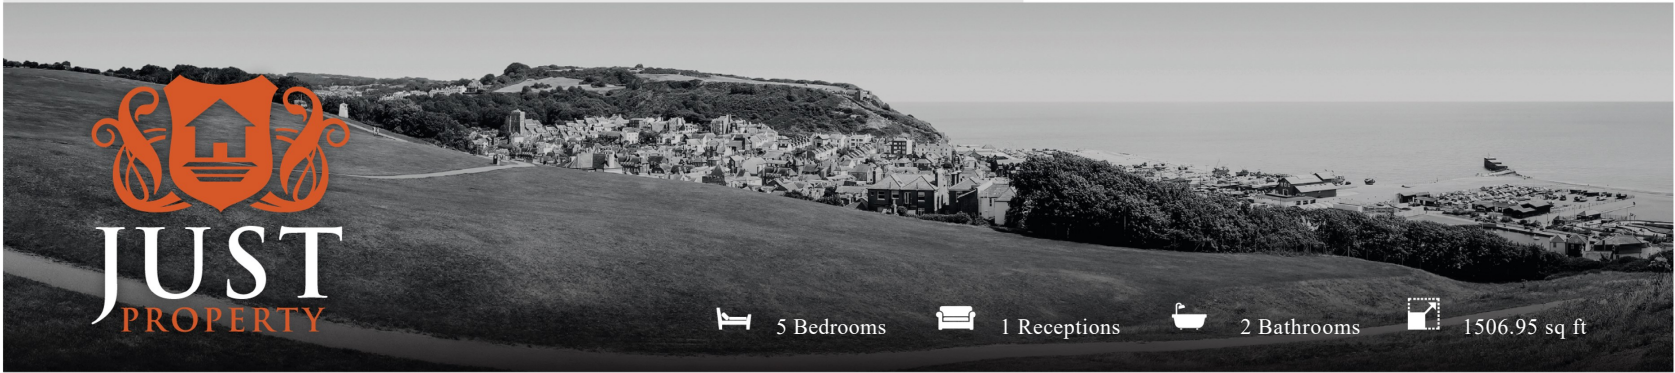 JUST
PROPERTY
5 Bedrooms
1 Receptions
2 Bathrooms
1506.95 sq ft